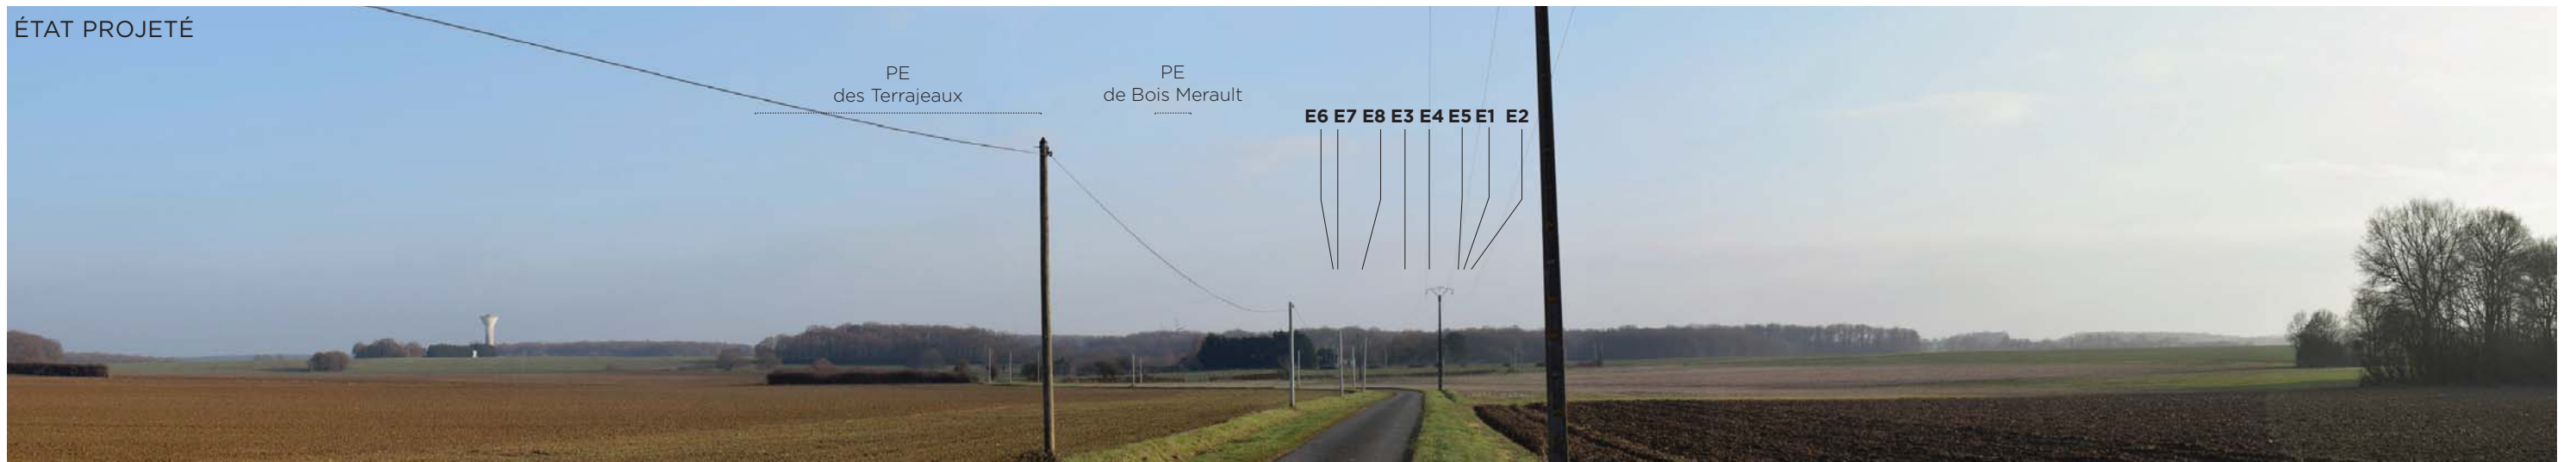 ÉTAT PROJETÉ
PE
des Terrajeaux
PE
de Bois Merault
E6 E7 E8 E3 E4 E5 E1 E2